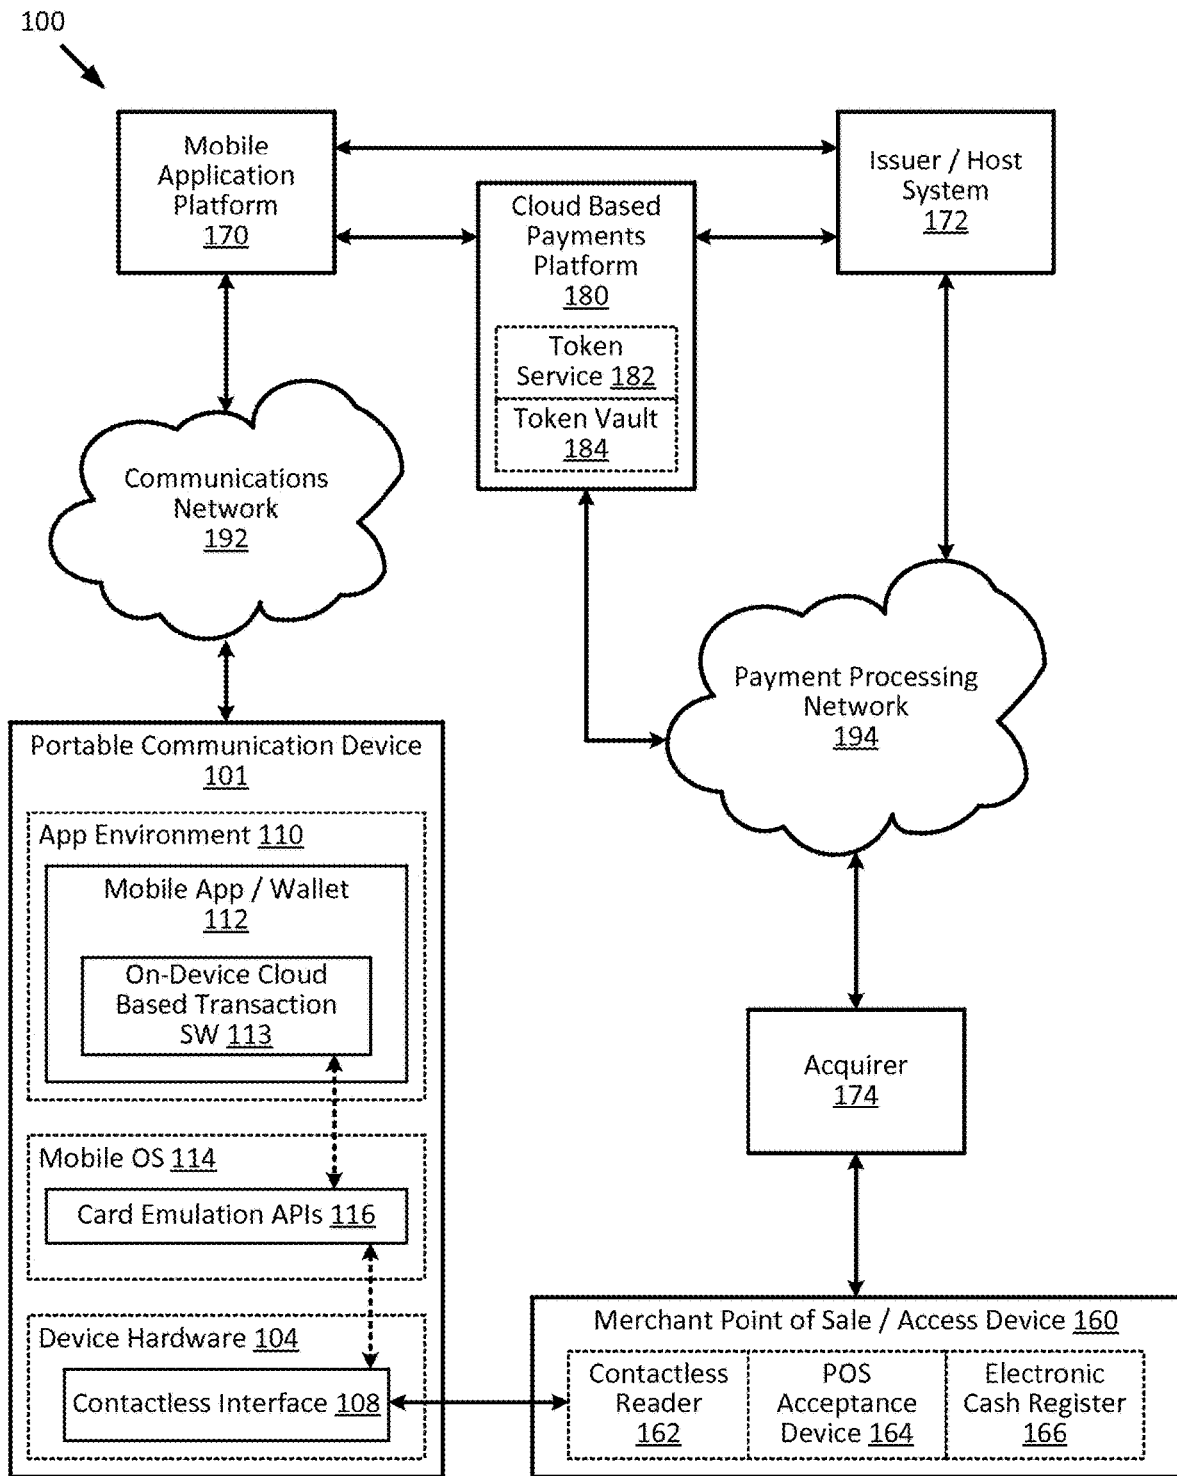 100
Mobile
Application
Platform
170
Issuer / Host
System
172
Cloud Based
Payments
Platform
180
Token
Service 182
Token Vault
184
Communications
Network
192
Payment Processing
Network
194
Portable Communication Device
101
App Environment 110
Mobile App / Wallet
112
On-Device Cloud
Based Transaction
SW 113
Mobile OS 114
Card Emulation APIs 116
Device Hardware 104
Contactless Interface 108
Acquirer
174
Merchant Point of Sale / Access Device 160
Contactless
Reader
162
POS
Acceptance
Device 164
Electronic
Cash Register
166